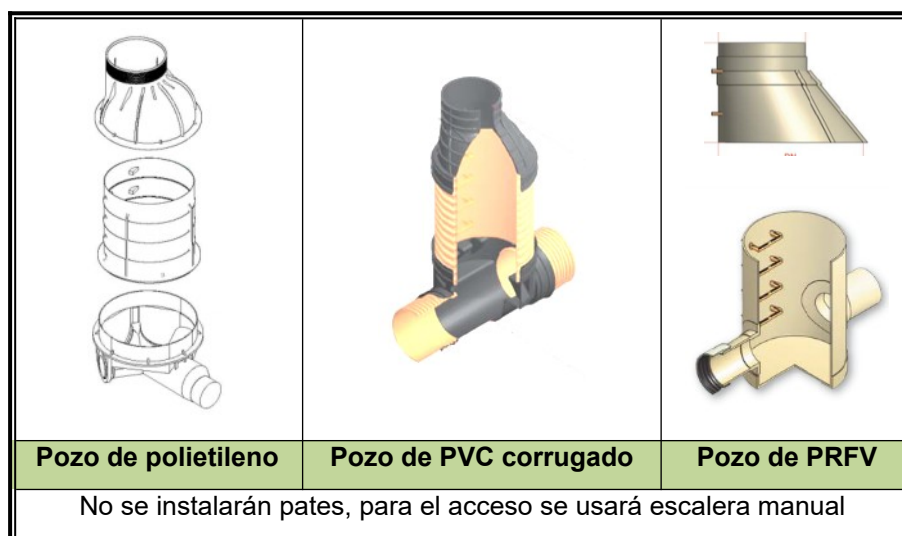 Pozo de polietileno
Pozo de PVC corrugado
Pozo de PRFV
No se instalarán pates, para el acceso se usará escalera manual